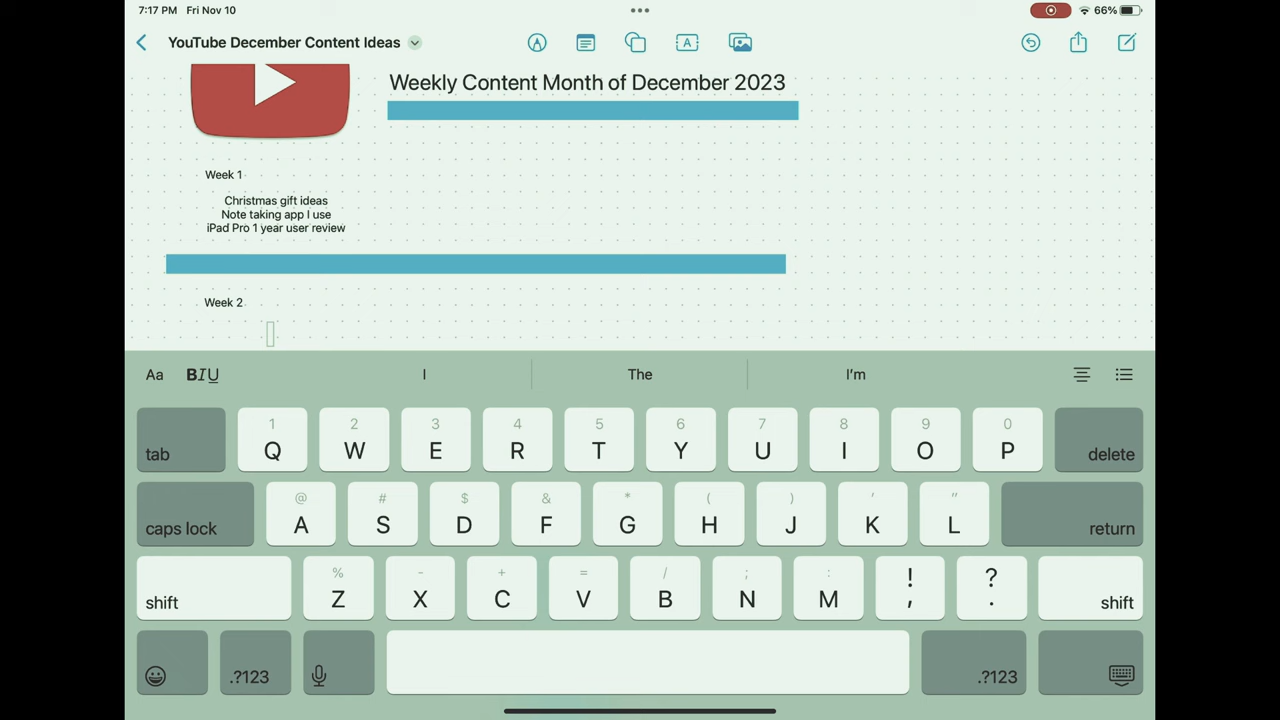 7:17 PM Fri Nov 10
66%
YouTube December Content Ideas
A
Weekly Content Month of December 2023
Week 1
Christmas gift ideas
Note taking app I use
iPad Pro 1 year user review
Week 2
Aa BIU I The I'm
1 2 3 4 5 6 7 8 9 0
tab Q W E R T Y U I O P delete
@ # $ & * ( ) ' "
caps lock A S D F G H J K L return
% - + = / ; : ! ?
shift Z X C V B N M , . shift
.?123 .?123